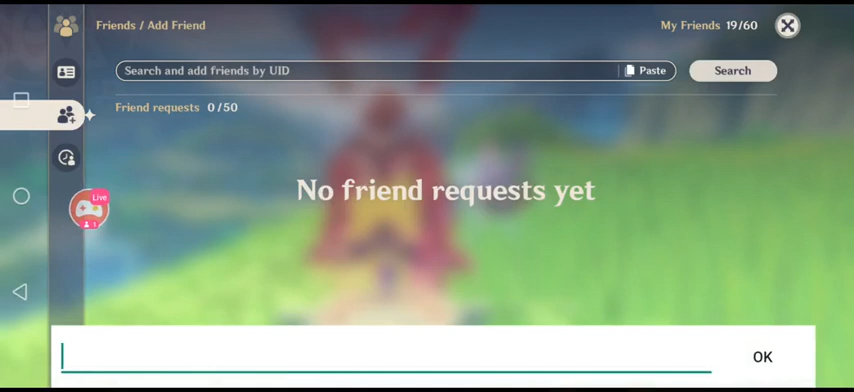 Friends / Add Friend
My Friends 19/60
Search and add friends by UID
Paste
Search
Friend requests 0/50
Live
1
No friend requests yet
OK